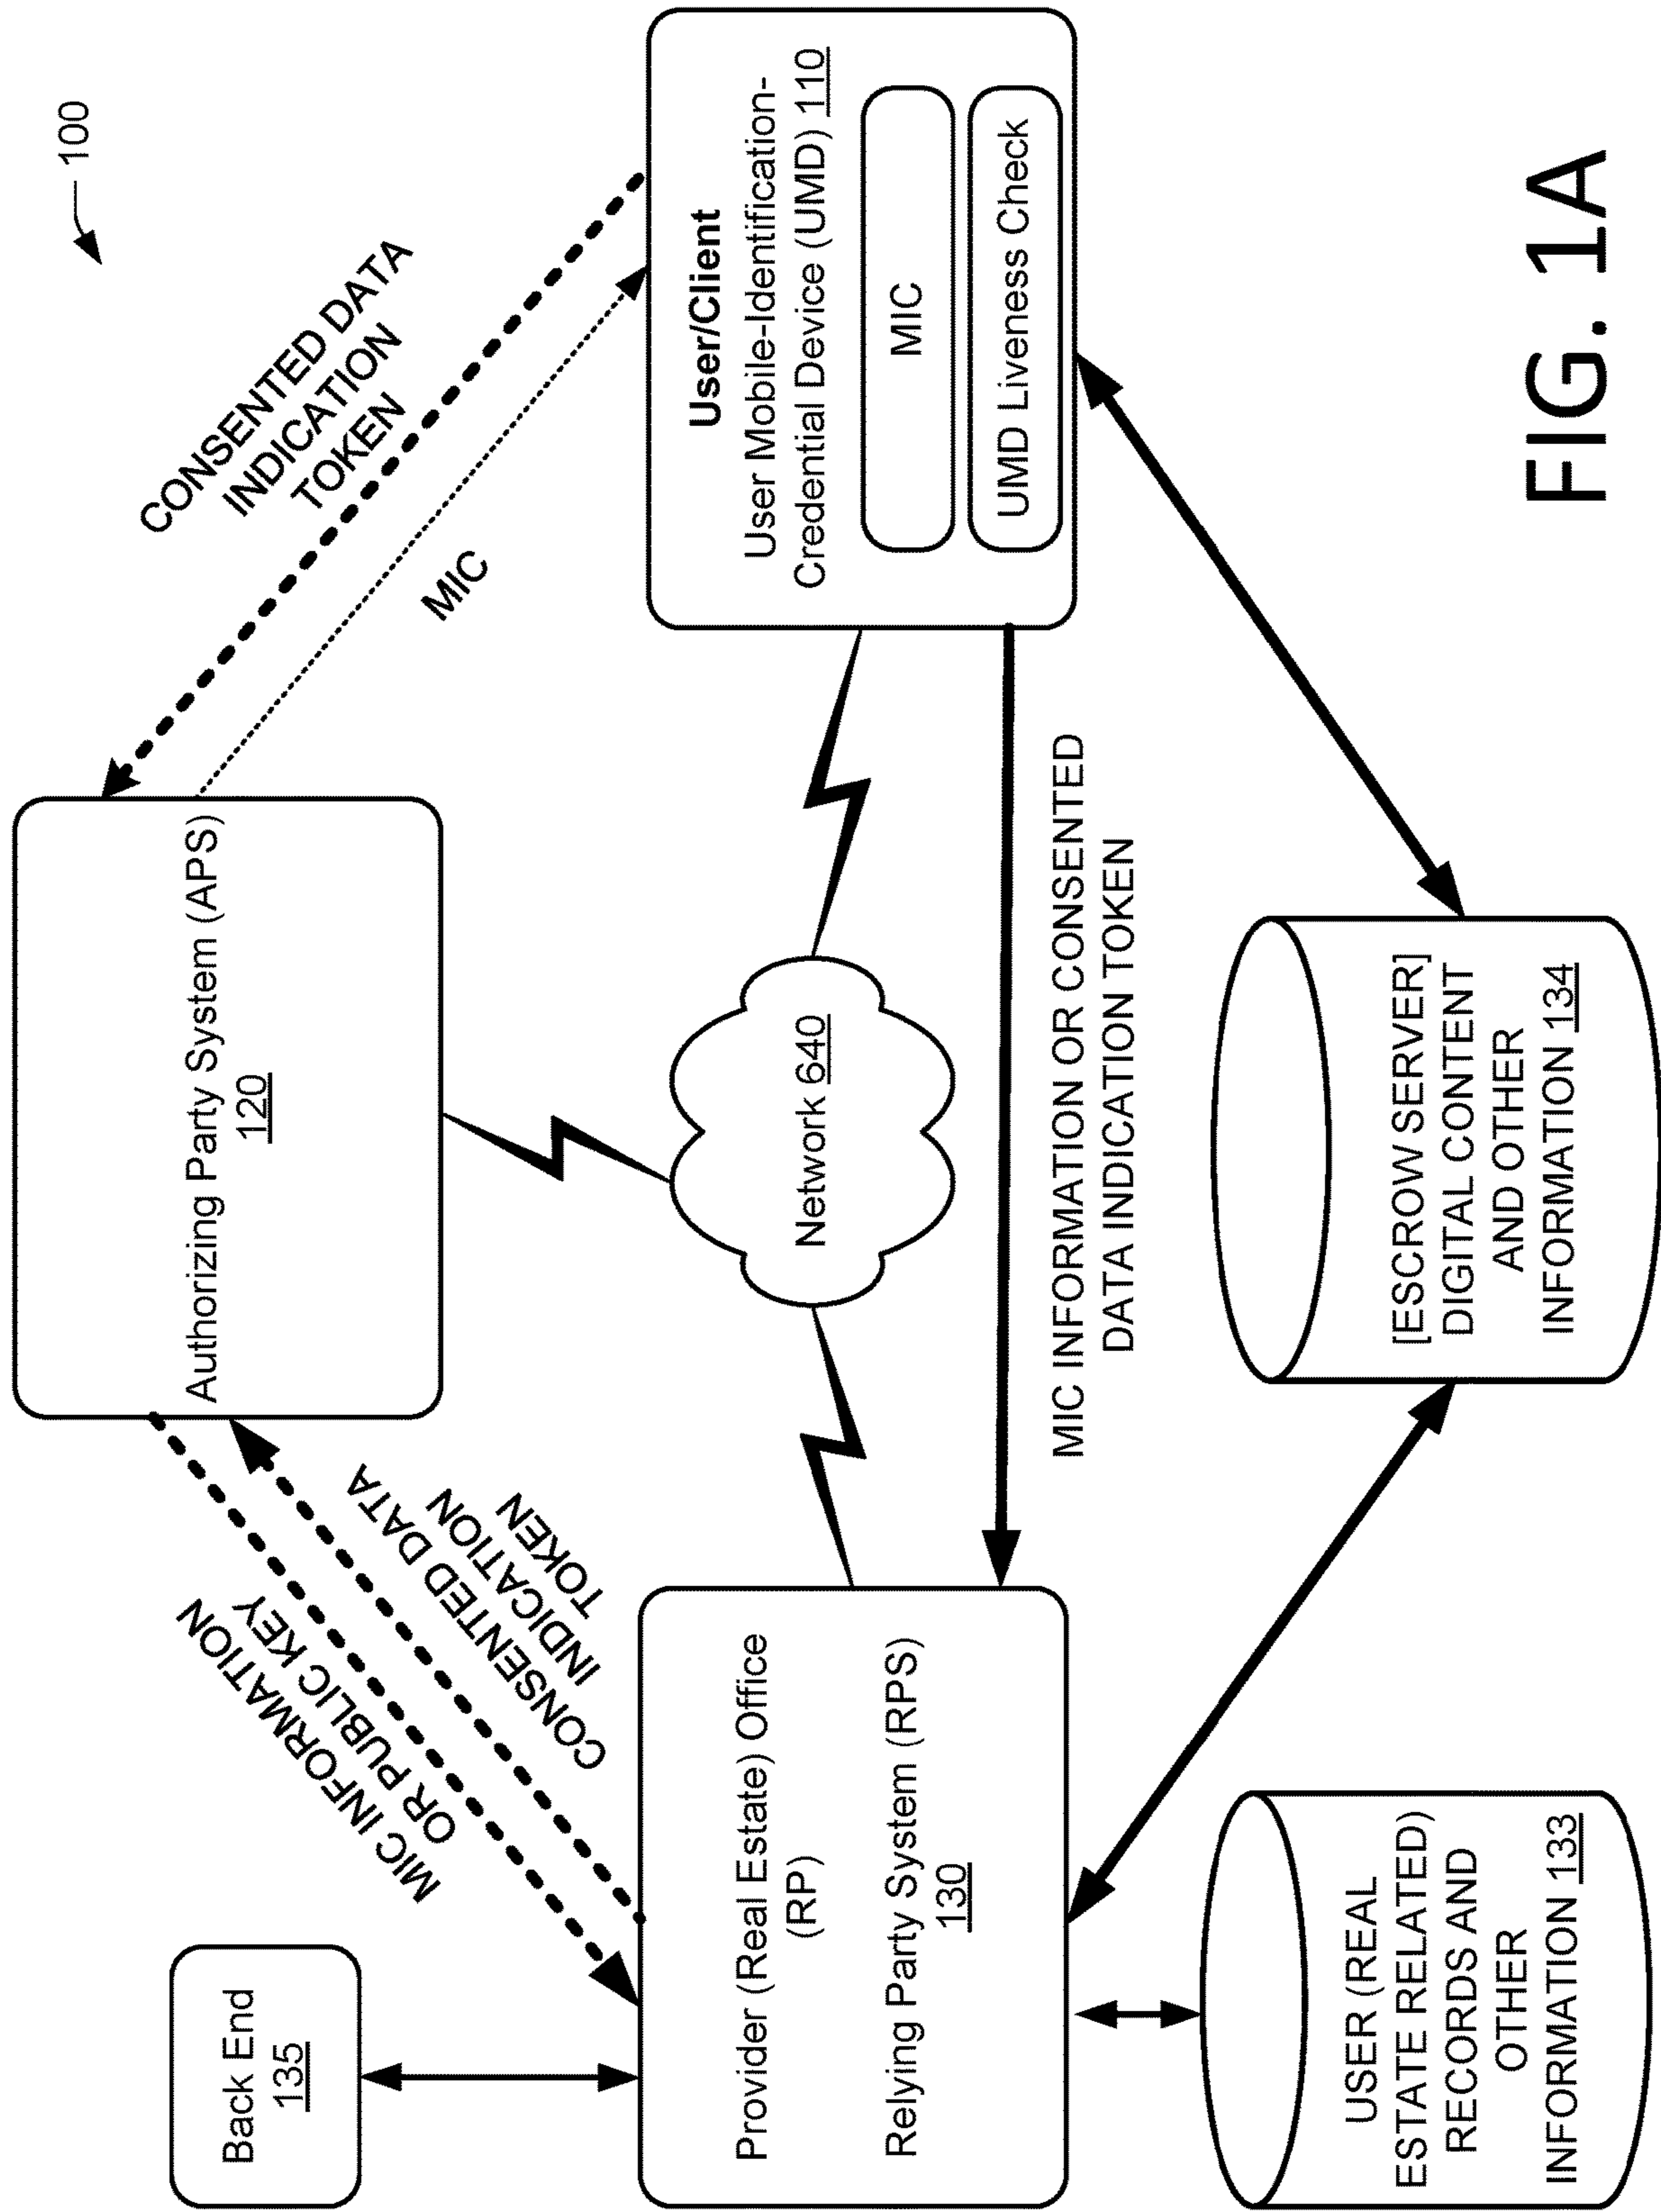 100
Back End
135
Authorizing Party System (APS)
120
CONSENTED DATA
INDICATION
TOKEN
MIC
MIC INFORMATION
OR PUBLIC KEY
CONSENTED DATA
INDICATION
TOKEN
Provider (Real Estate) Office
(RP)
Relying Party System (RPS)
130
Network 640
User/Client
User Mobile-Identification-
Credential Device (UMD) 110
MIC
UMD Liveness Check
MIC INFORMATION OR CONSENTED
DATA INDICATION TOKEN
USER (REAL
ESTATE RELATED)
RECORDS AND
OTHER
INFORMATION 133
[ESCROW SERVER]
DIGITAL CONTENT
AND OTHER
INFORMATION 134
FIG. 1A